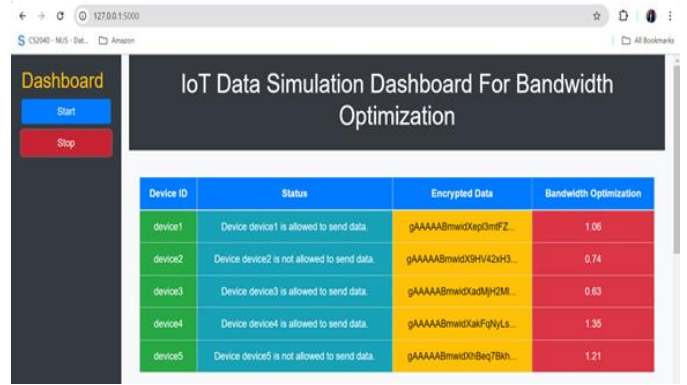 127.0.0.1:5000
CS2040 - NUS - Dat...
Amazon
All Bookmarks
Dashboard
Start
Stop
IoT Data Simulation Dashboard For Bandwidth
Optimization
Device ID Status Encrypted Data Bandwidth Optimization
device1 Device device1 is allowed to send data. gAAAAABmwidXepl3mtFZ... 1.06
device2 Device device2 is not allowed to send data. gAAAAABmwidX9HV42xH3... 0.74
device3 Device device3 is allowed to send data. gAAAAABmwidXadMjH2Ml... 0.63
device4 Device device4 is allowed to send data. gAAAAABmwidXakFqNyLs... 1.35
device5 Device device5 is not allowed to send data. gAAAAABmwidXhBeq7Bkh... 1.21